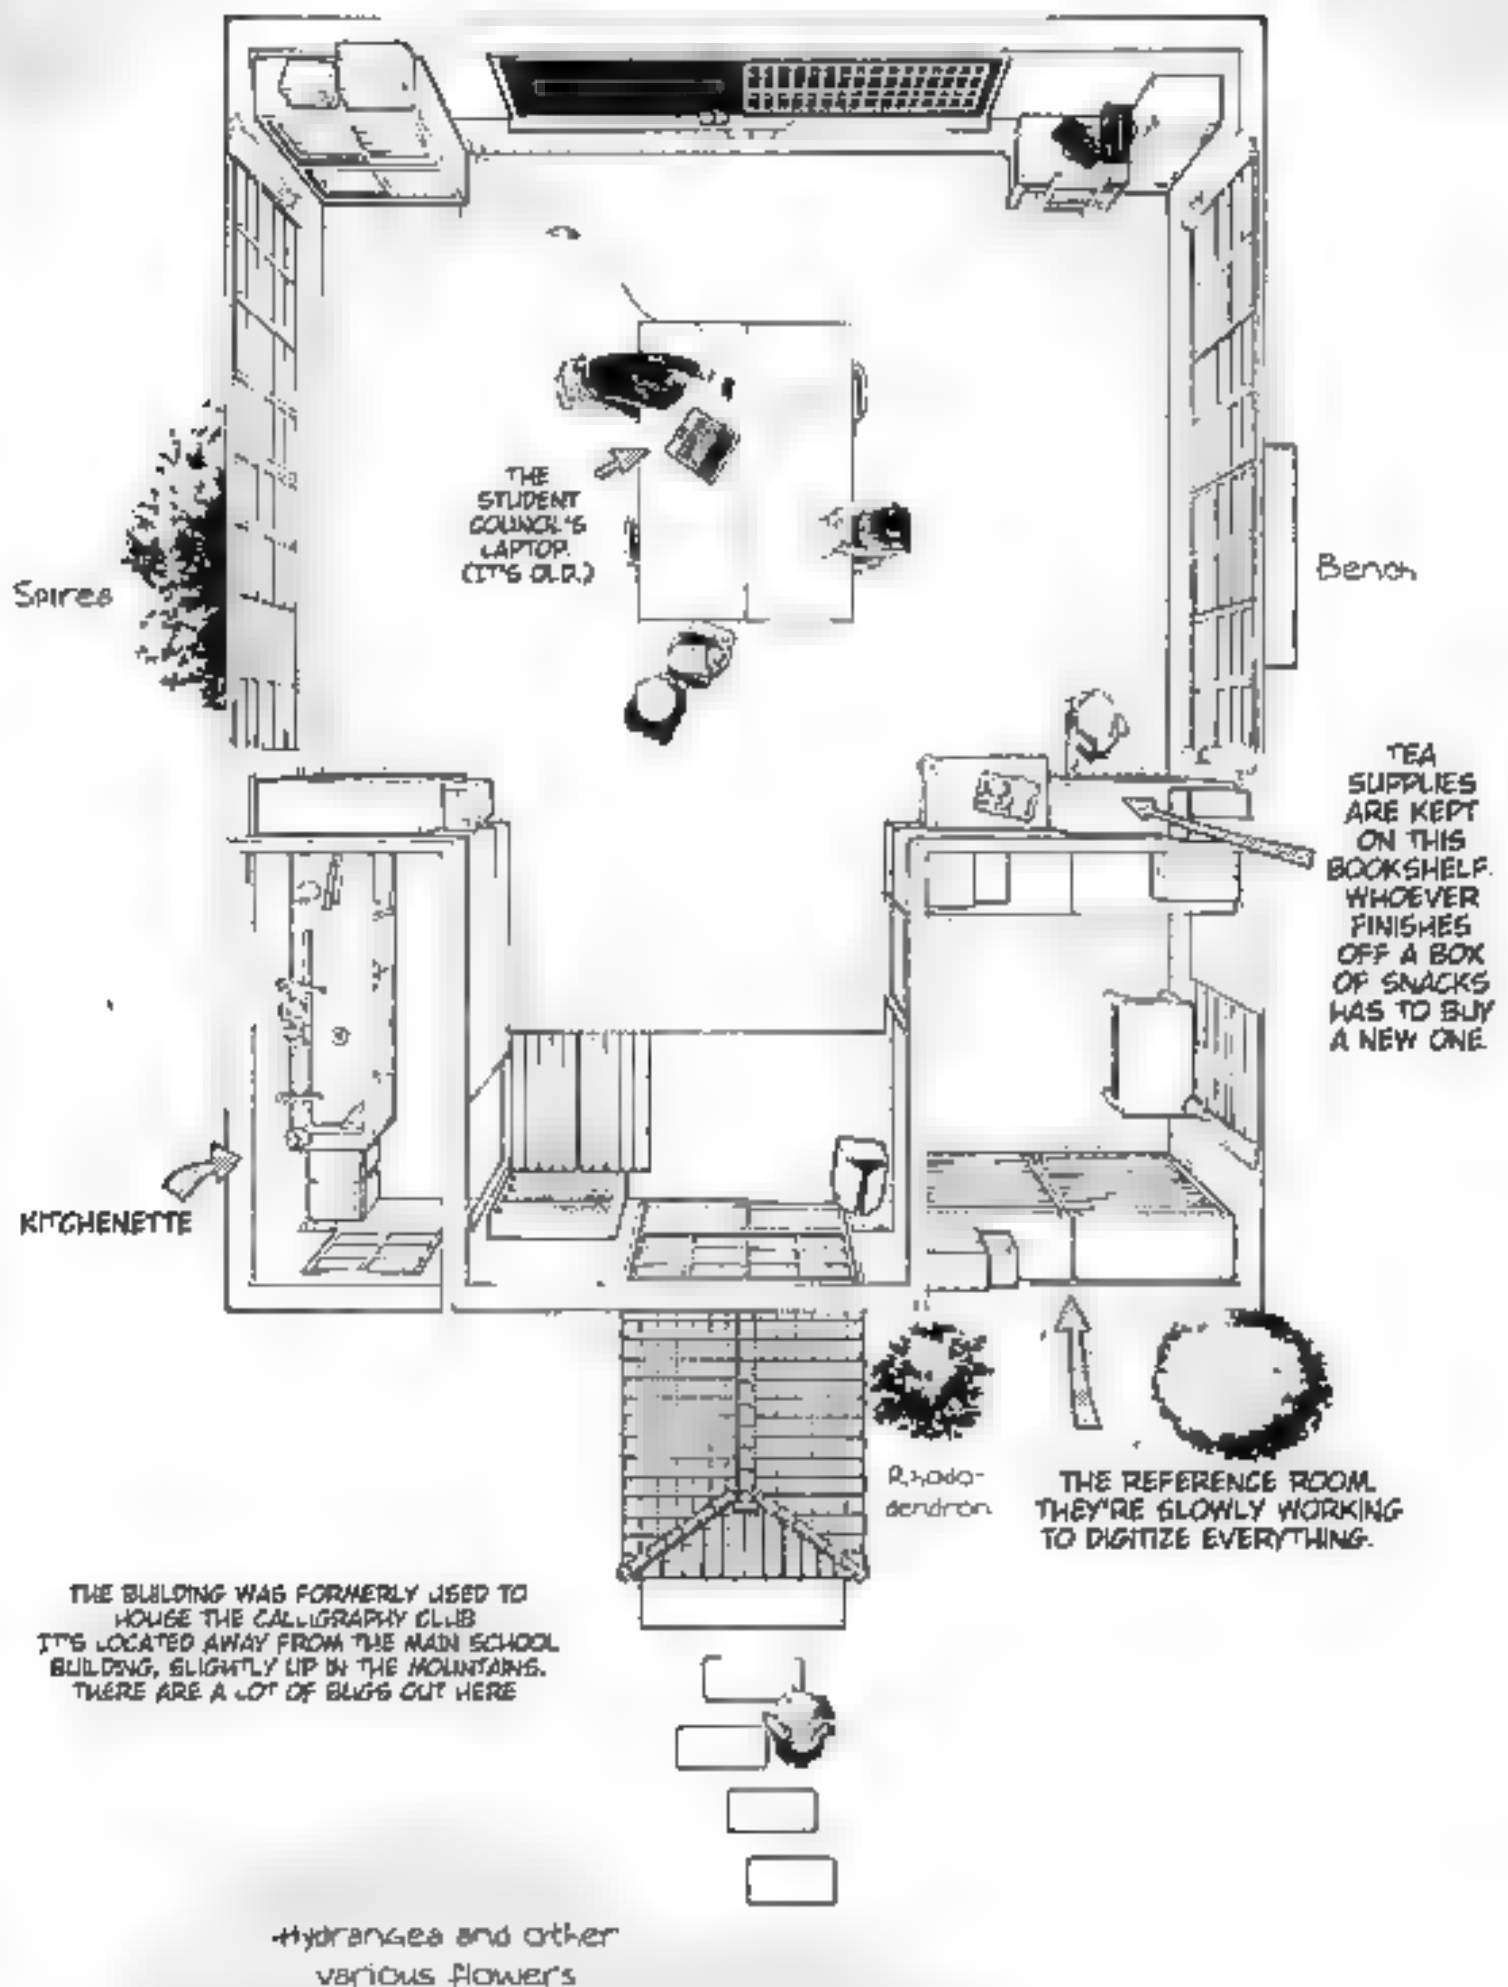 THE
STUDENT
COUNCIL'S
LAPTOP.
(IT'S OLD.)
Spirea
Bench
TEA
SUPPLIES
ARE KEPT
ON THIS
BOOKSHELF.
WHOEVER
FINISHES
OFF A BOX
OF SNACKS
HAS TO BUY
A NEW ONE.
KITCHENETTE
Rhodo-
dendron
THE REFERENCE ROOM.
THEY'RE SLOWLY WORKING
TO DIGITIZE EVERYTHING.
THE BUILDING WAS FORMERLY USED TO
HOUSE THE CALLIGRAPHY CLUB.
IT'S LOCATED AWAY FROM THE MAIN SCHOOL
BUILDING, SLIGHTLY UP IN THE MOUNTAINS.
THERE ARE A LOT OF BUGS OUT HERE.
Hydrangea and other
various flowers